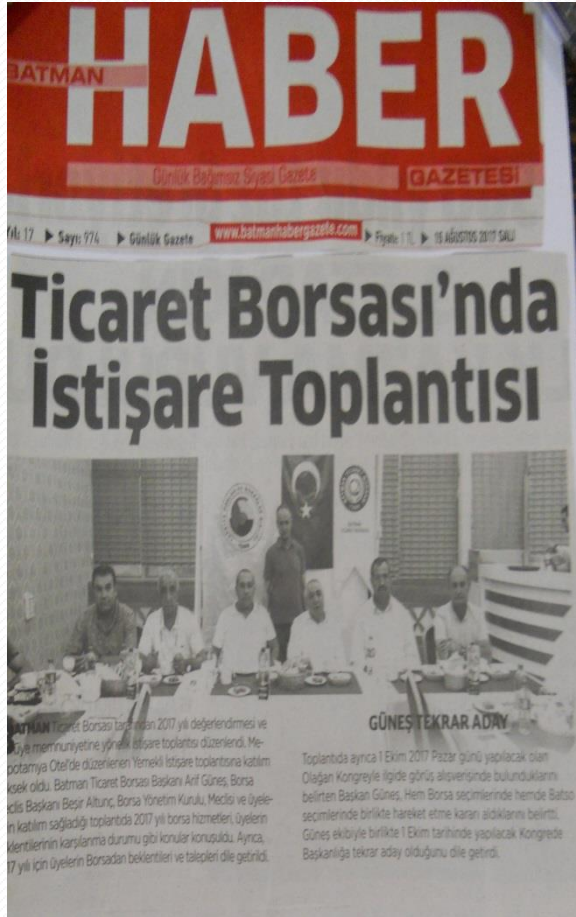 BATMAN
HABER
Günlük Bağımsız Siyasi Gazete
GAZETESİ
Yıl: 17 Sayı: 974 Günlük Gazete www.batmanhabergazete.com Fiyatı: 1 TL 15 AĞUSTOS 2017 SALI
Ticaret Borsası'nda
İstişare Toplantısı
BATMAN Ticaret Borsası tarafından 2017 yılı değerlendirmesi ve
üye memnuniyetine yönelik istişare toplantısı düzenlendi. Me-
potamya Otel'de düzenlenen Yemekli istişare toplantısına katılım
ksek oldu. Batman Ticaret Borsası Başkanı Arif Güneş, Borsa
eclis Başkanı Beşir Altunç, Borsa Yönetim Kurulu, Meclisi ve üyele-
in katılım sağladığı toplantıda 2017 yılı borsa hizmetleri, üyelerin
klentilerinin karşılanma durumu gibi konular konuşuldu. Ayrıca,
17 yılı için üyelerin Borsadan beklentileri ve talepleri dile getirildi.
GÜNEŞ TEKRAR ADAY
Toplantıda ayrıca 1 Ekim 2017 Pazar günü yapılacak olan
Olağan Kongreyle ilgide görüş alışverişinde bulunduklarını
belirten Başkan Güneş, Hem Borsa seçimlerinde hemde Batso
seçimlerinde birlikte hareket etme kararı aldıklarını belirtti.
Güneş ekibiyle birlikte 1 Ekim tarihinde yapılacak Kongrede
Başkanlığa tekrar aday olduğunu dile getirdi.